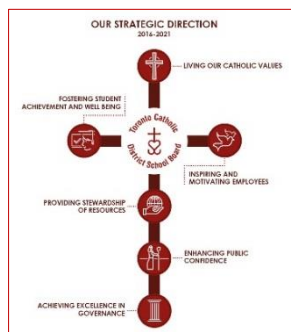 OUR STRATEGIC DIRECTION
2016-2021
LIVING OUR CATHOLIC VALUES
FOSTERING STUDENT
ACHIEVEMENT AND WELL BEING
Toronto Catholic
District School Board
INSPIRING AND
MOTIVATING EMPLOYEES
PROVIDING STEWARDSHIP
OF RESOURCES
ENHANCING PUBLIC
CONFIDENCE
ACHIEVING EXCELLENCE IN
GOVERNANCE